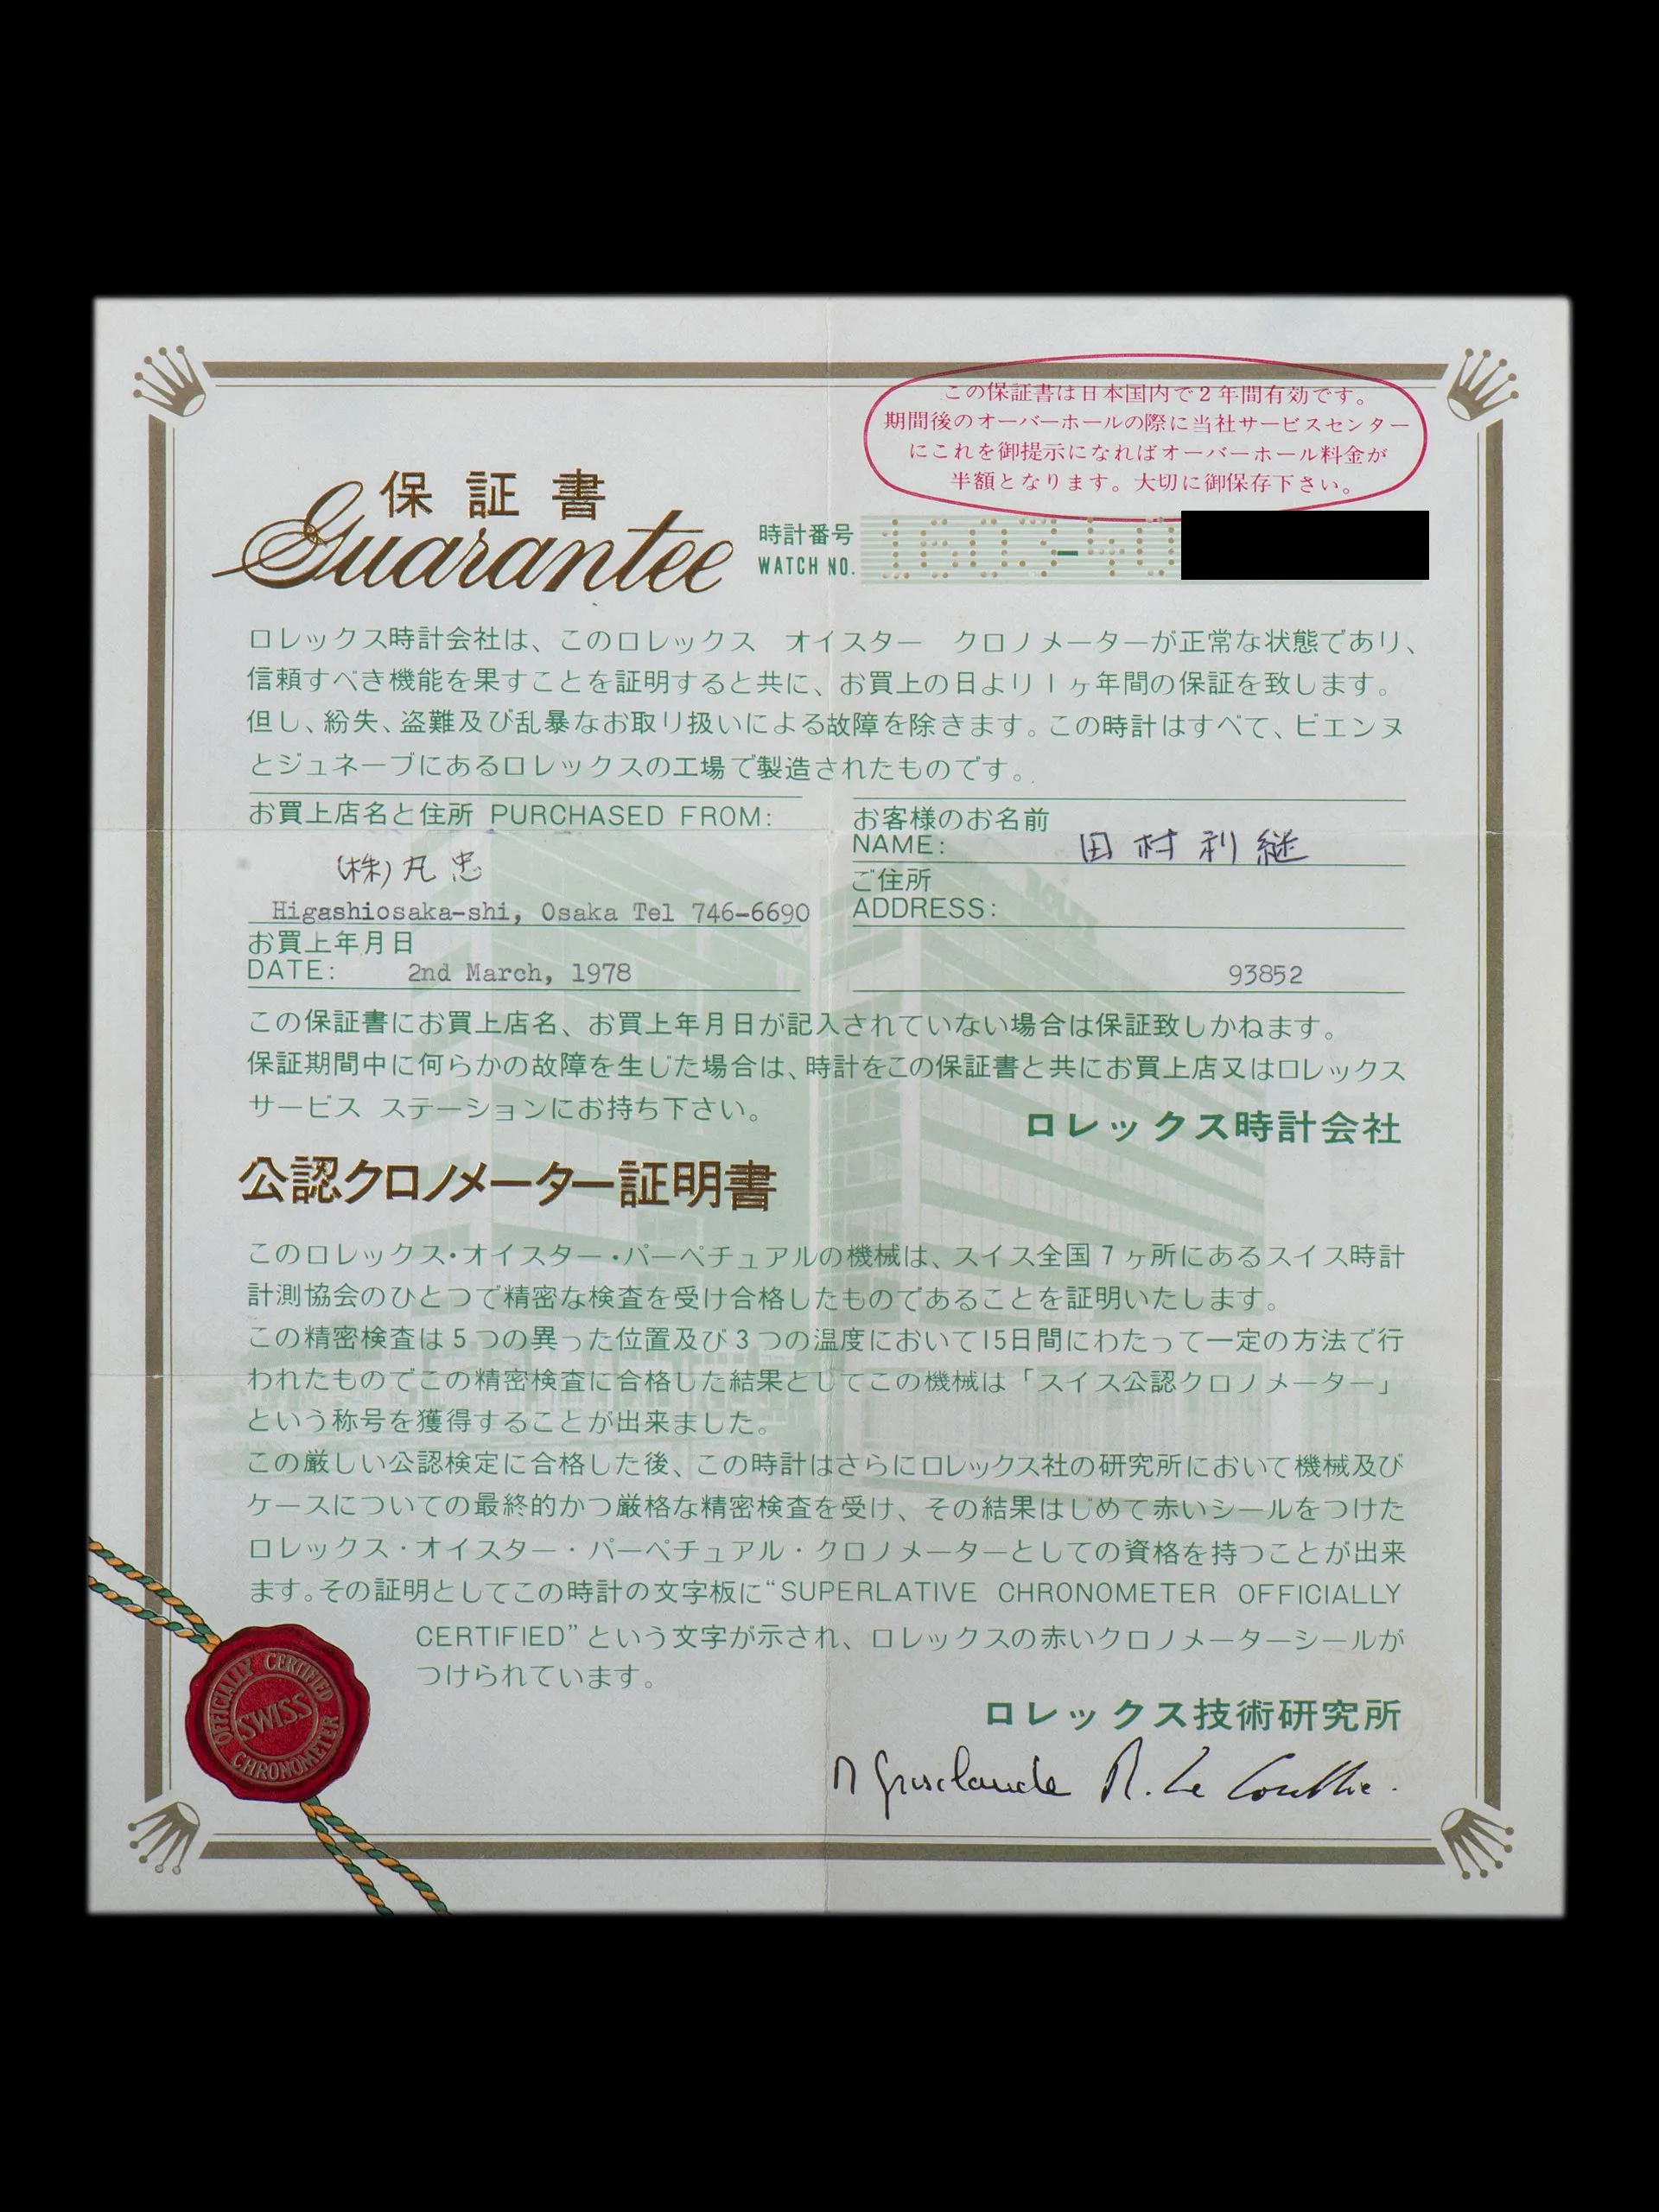 この保証書は日本国内で2年間有効です。
期間後のオーバーホールの際に当社サービスセンター
にこれを御提示になればオーバーホール料金が
半額となります。大切に御保存下さい。
保証書
Guarantee
時計番号
WATCH NO.
16013-40
ロレックス時計会社は、このロレックス オイスター クロノメーターが正常な状態であり、
信頼すべき機能を果すことを証明すると共に、お買上の日より1ヶ年間の保証を致します。
但し、紛失、盗難及び乱暴なお取り扱いによる故障を除きます。この時計はすべて、ビエンヌ
とジュネーブにあるロレックスの工場で製造されたものです。
お買上店名と住所 PURCHASED FROM:
(株)丸忠
Higashiosaka-shi, Osaka Tel 746-6690
お買上年月日
DATE: 2nd March, 1978
お客様のお名前
NAME: 田村利継
ご住所
ADDRESS:
93852
この保証書にお買上店名、お買上年月日が記入されていない場合は保証致しかねます。
保証期間中に何らかの故障を生じた場合は、時計をこの保証書と共にお買上店又はロレックス
サービス ステーションにお持ち下さい。
ロレックス時計会社
公認クロノメーター証明書
このロレックス・オイスター・パーペチュアルの機械は、スイス全国7ヶ所にあるスイス時計
計測協会のひとつで精密な検査を受け合格したものであることを証明いたします。
この精密検査は5つの異った位置及び3つの温度において15日間にわたって一定の方法で行
われたものでこの精密検査に合格した結果としてこの機械は「スイス公認クロノメーター」
という称号を獲得することが出来ました。
この厳しい公認検定に合格した後、この時計はさらにロレックス社の研究所において機械及び
ケースについての最終的かつ厳格な精密検査を受け、その結果はじめて赤いシールをつけた
ロレックス・オイスター・パーペチュアル・クロノメーターとしての資格を持つことが出来
ます。その証明としてこの時計の文字板に“SUPERLATIVE CHRONOMETER OFFICIALLY
CERTIFIED”という文字が示され、ロレックスの赤いクロノメーターシールが
つけられています。
OFFICIALLY CERTIFIED
SWISS
CHRONOMETER
ロレックス技術研究所